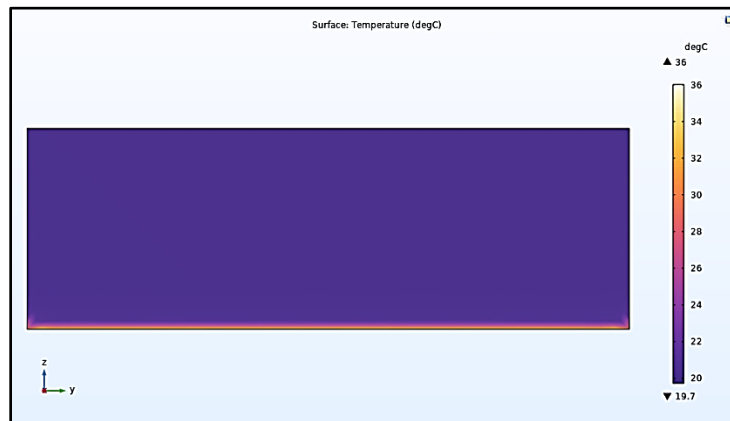 Surface: Temperature (degC)
degC
▲ 36
36
34
32
30
28
26
24
22
20
▼ 19.7
z
y